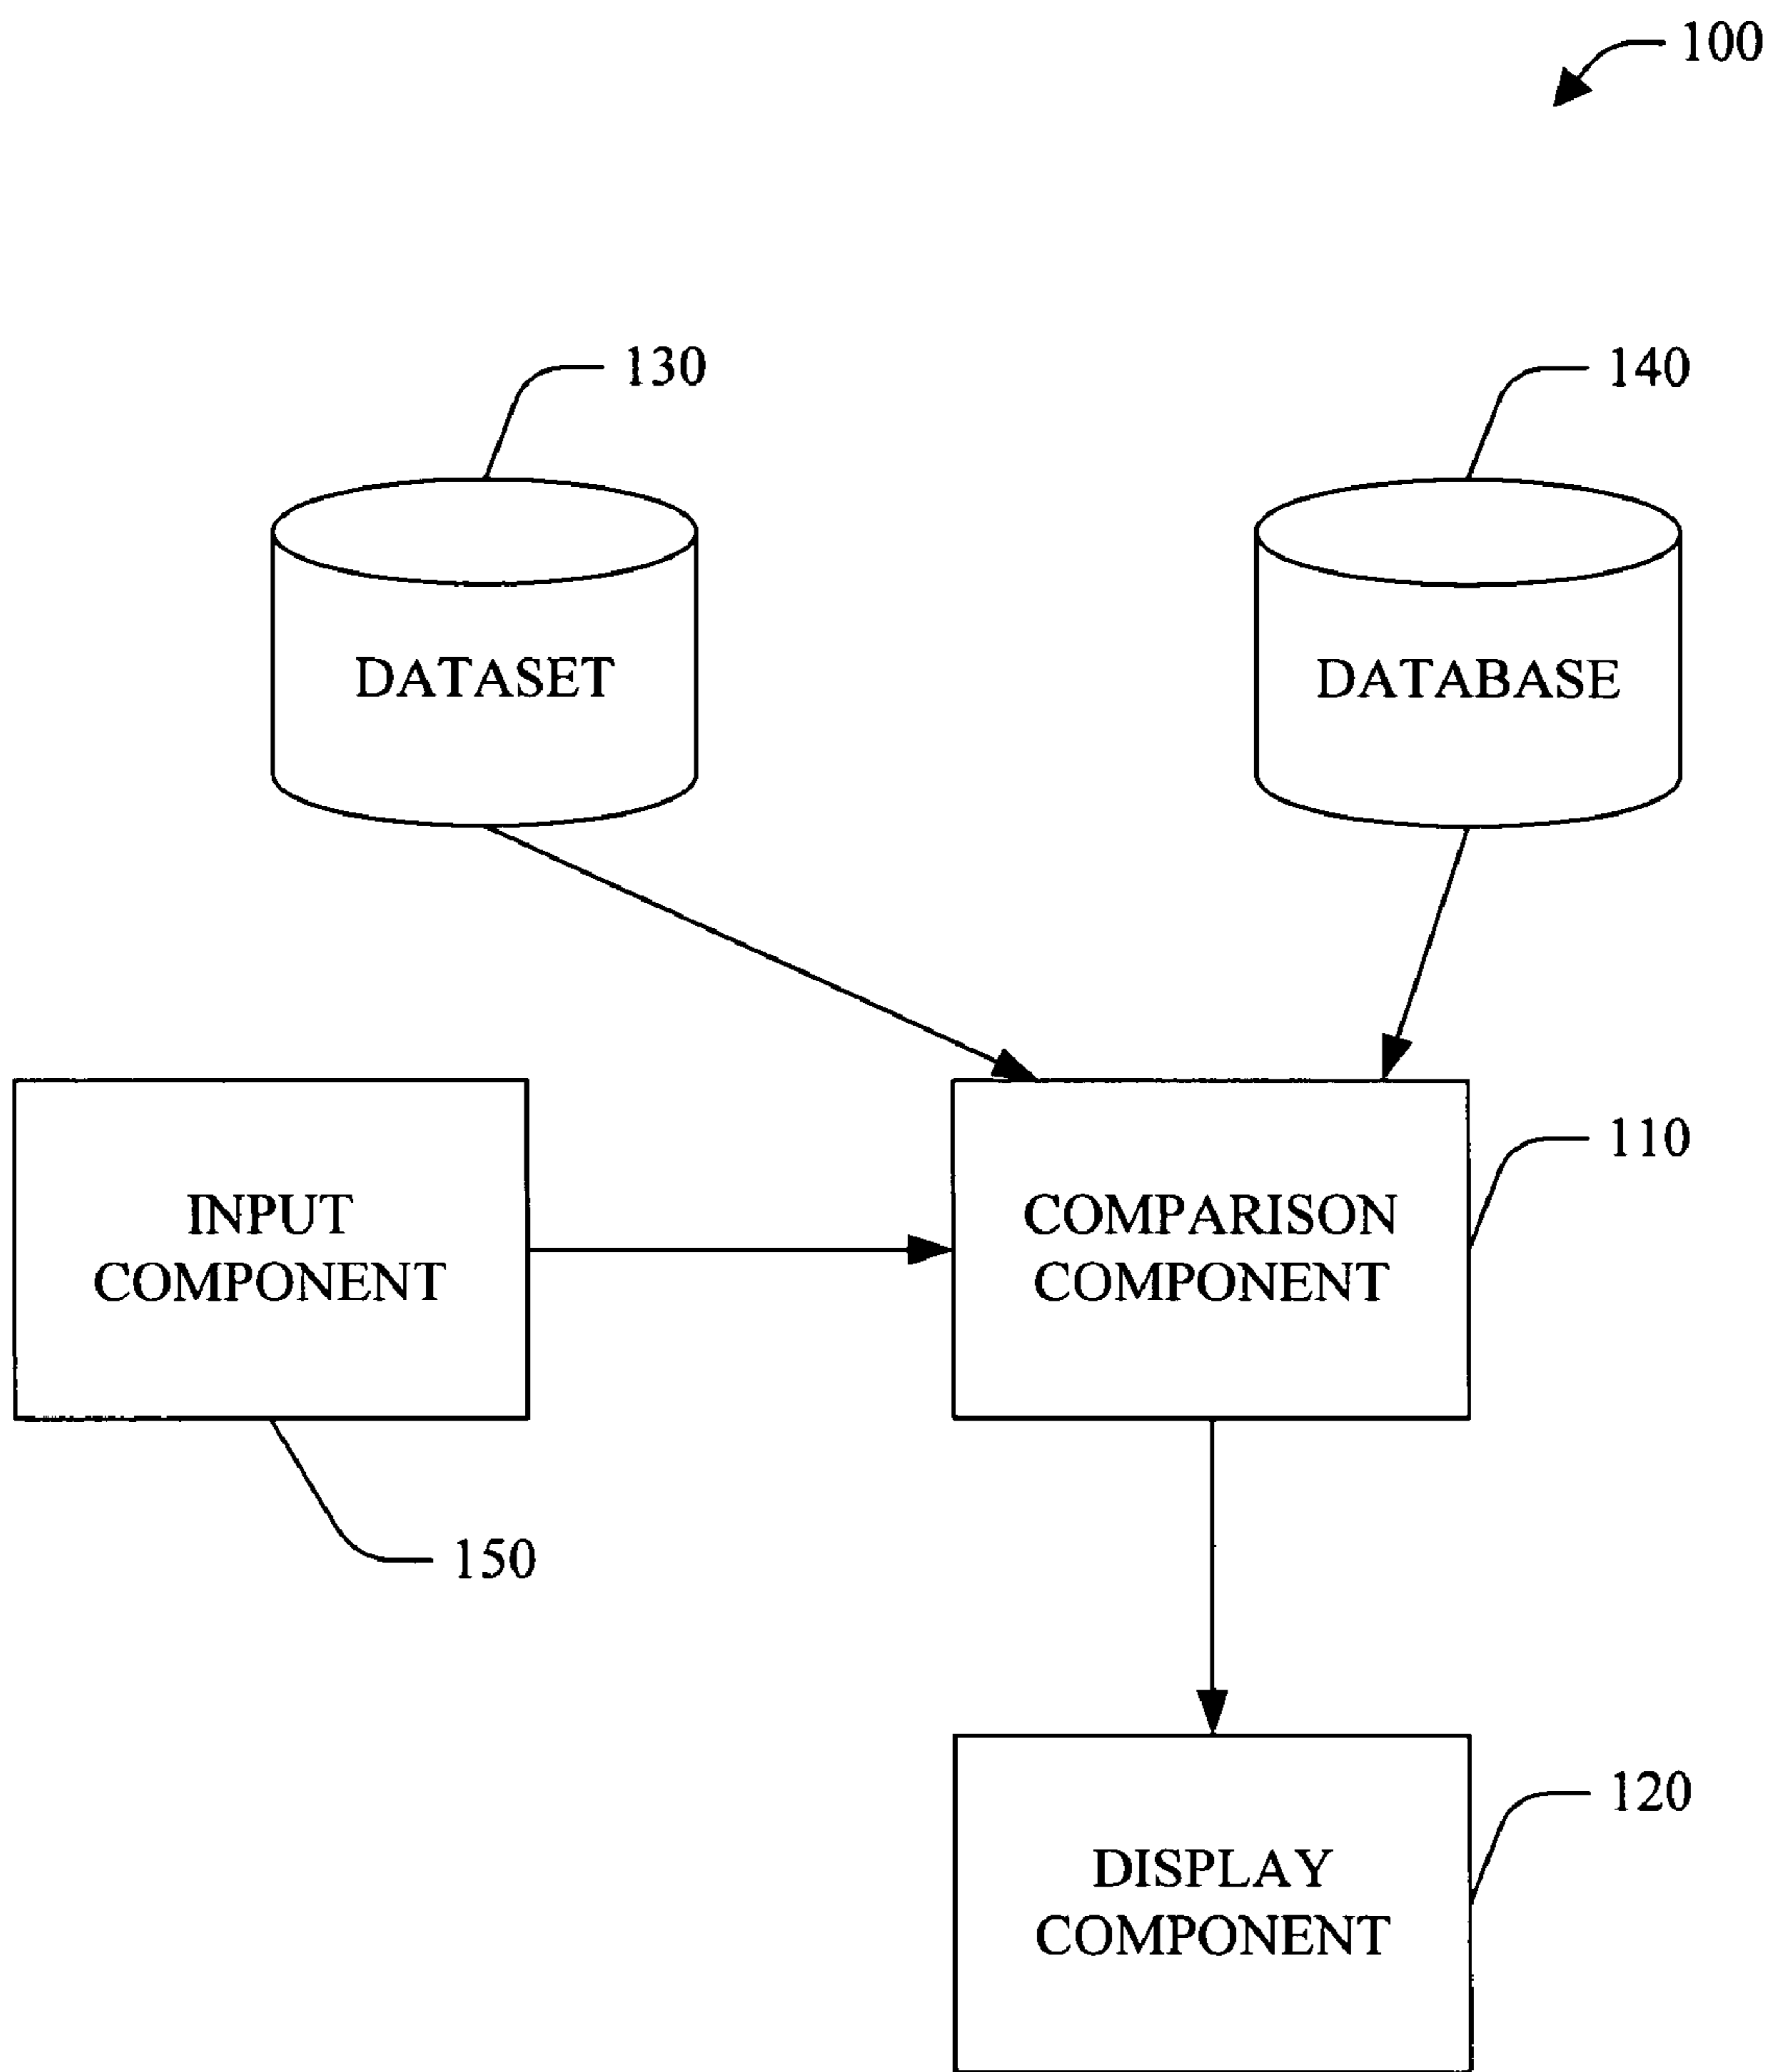 100
130
140
DATASET
DATABASE
110
INPUT
COMPONENT
COMPARISON
COMPONENT
150
120
DISPLAY
COMPONENT